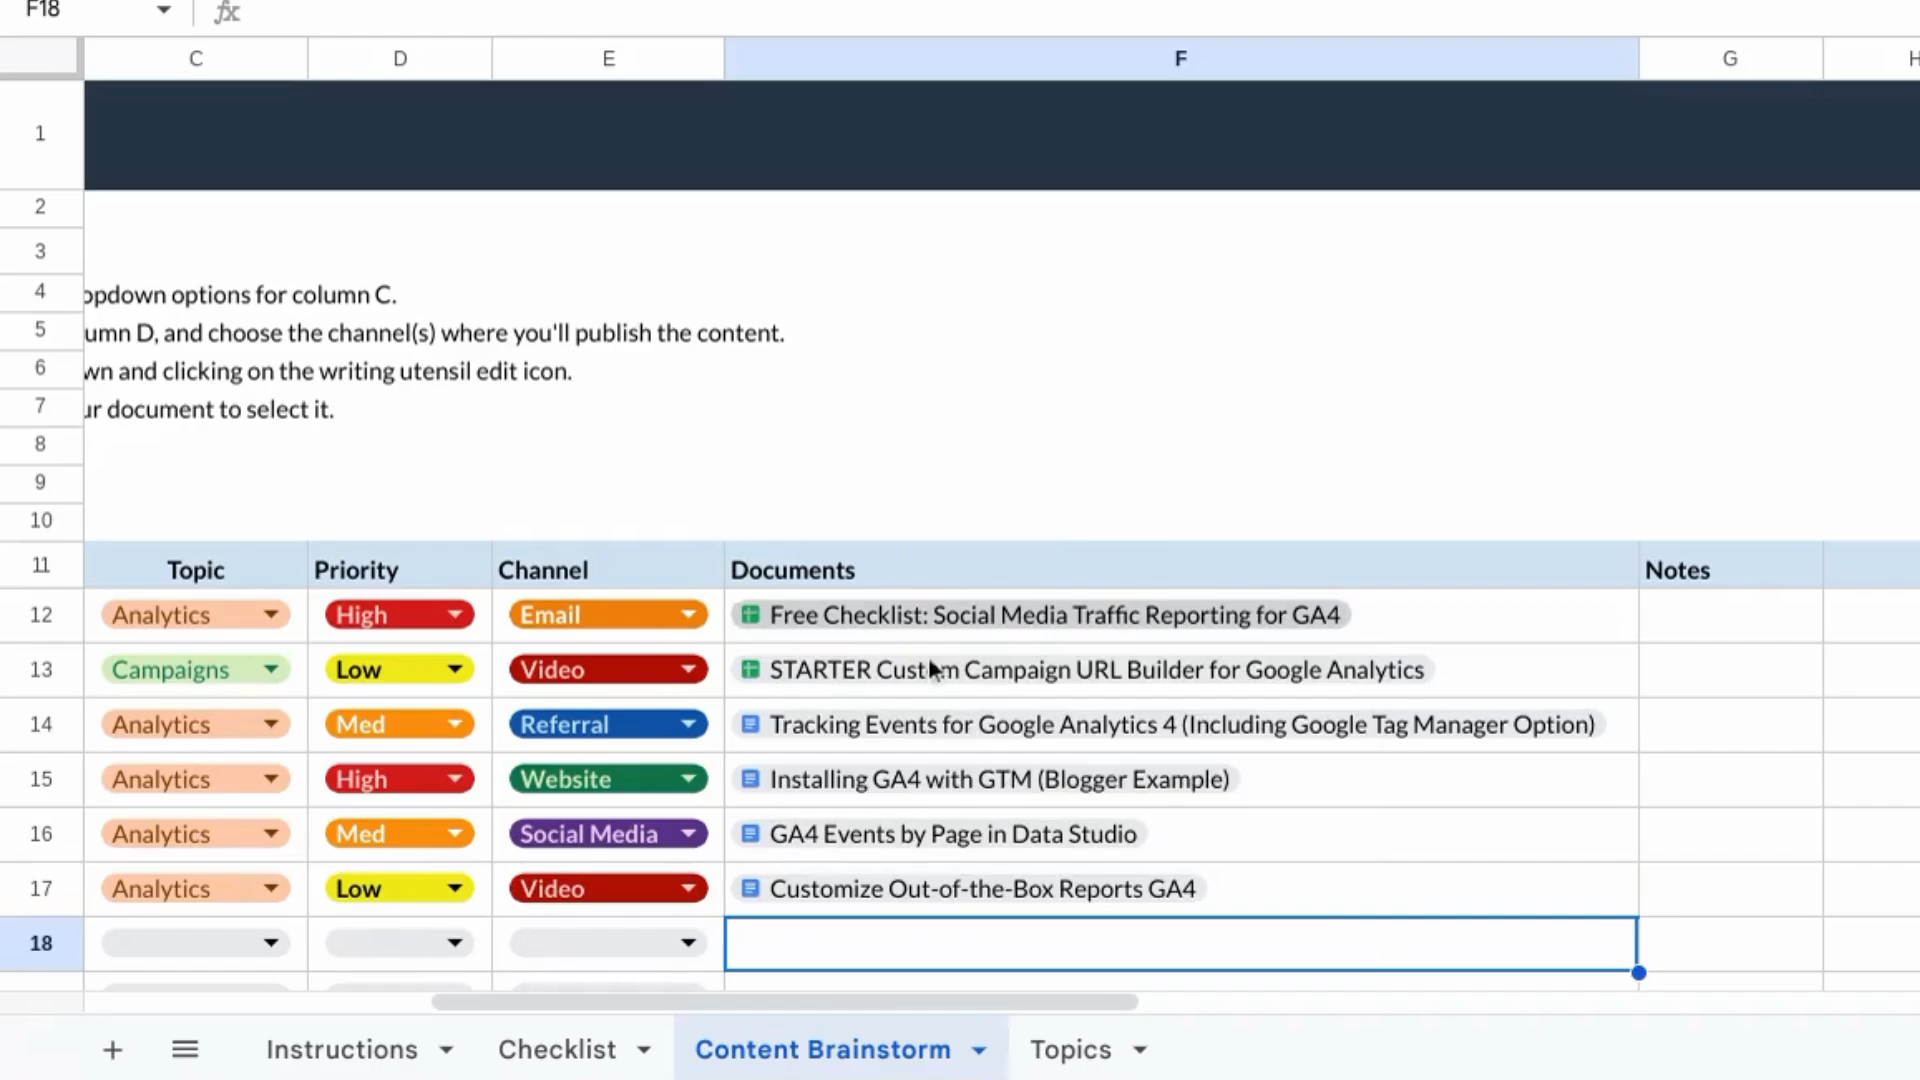 F18 fx
C D E F G H
1
2
3
4 opdown options for column C.
5 umn D, and choose the channel(s) where you'll publish the content.
6 wn and clicking on the writing utensil edit icon.
7 ur document to select it.
8
9
10
11 Topic Priority Channel Documents Notes
12 Analytics High Email Free Checklist: Social Media Traffic Reporting for GA4
13 Campaigns Low Video STARTER Custom Campaign URL Builder for Google Analytics
14 Analytics Med Referral Tracking Events for Google Analytics 4 (Including Google Tag Manager Option)
15 Analytics High Website Installing GA4 with GTM (Blogger Example)
16 Analytics Med Social Media GA4 Events by Page in Data Studio
17 Analytics Low Video Customize Out-of-the-Box Reports GA4
18
Instructions Checklist Content Brainstorm Topics